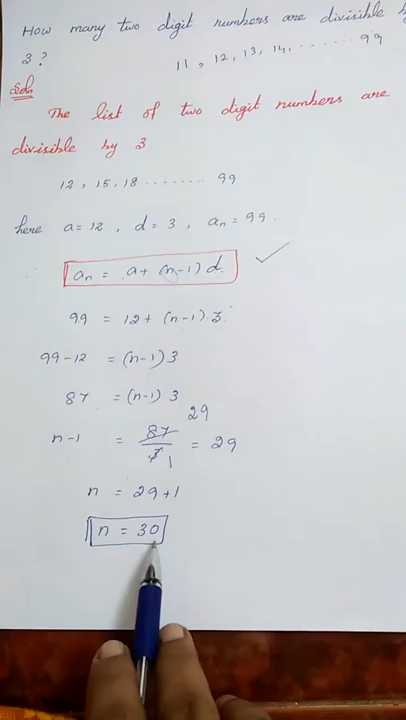 How many two digit numbers are divisible
3? 11, 12, 13, 14, ....... 99
Soln
The list of two digit numbers are
divisible by 3
12, 15, 18 ........ 99
here a = 12, d = 3, an = 99.
an = a + (n-1) d.
99 = 12 + (n-1) 3.
99 - 12 = (n-1) 3
87 = (n-1) 3
n-1 = 87/3 = 29
29
1
n = 29 + 1
n = 30